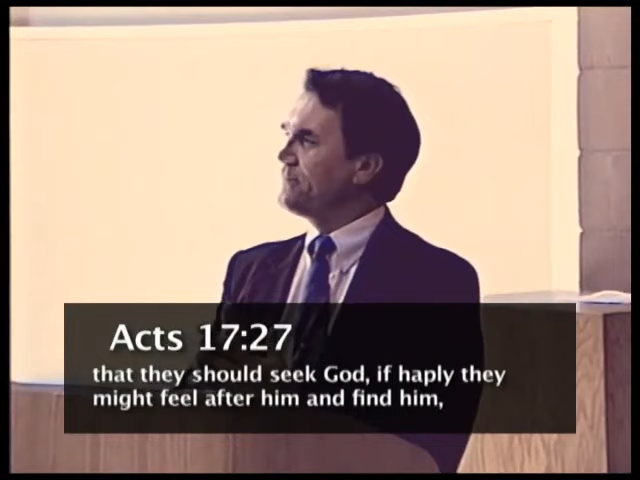 Acts 17:27
that they should seek God, if haply they
might feel after him and find him,